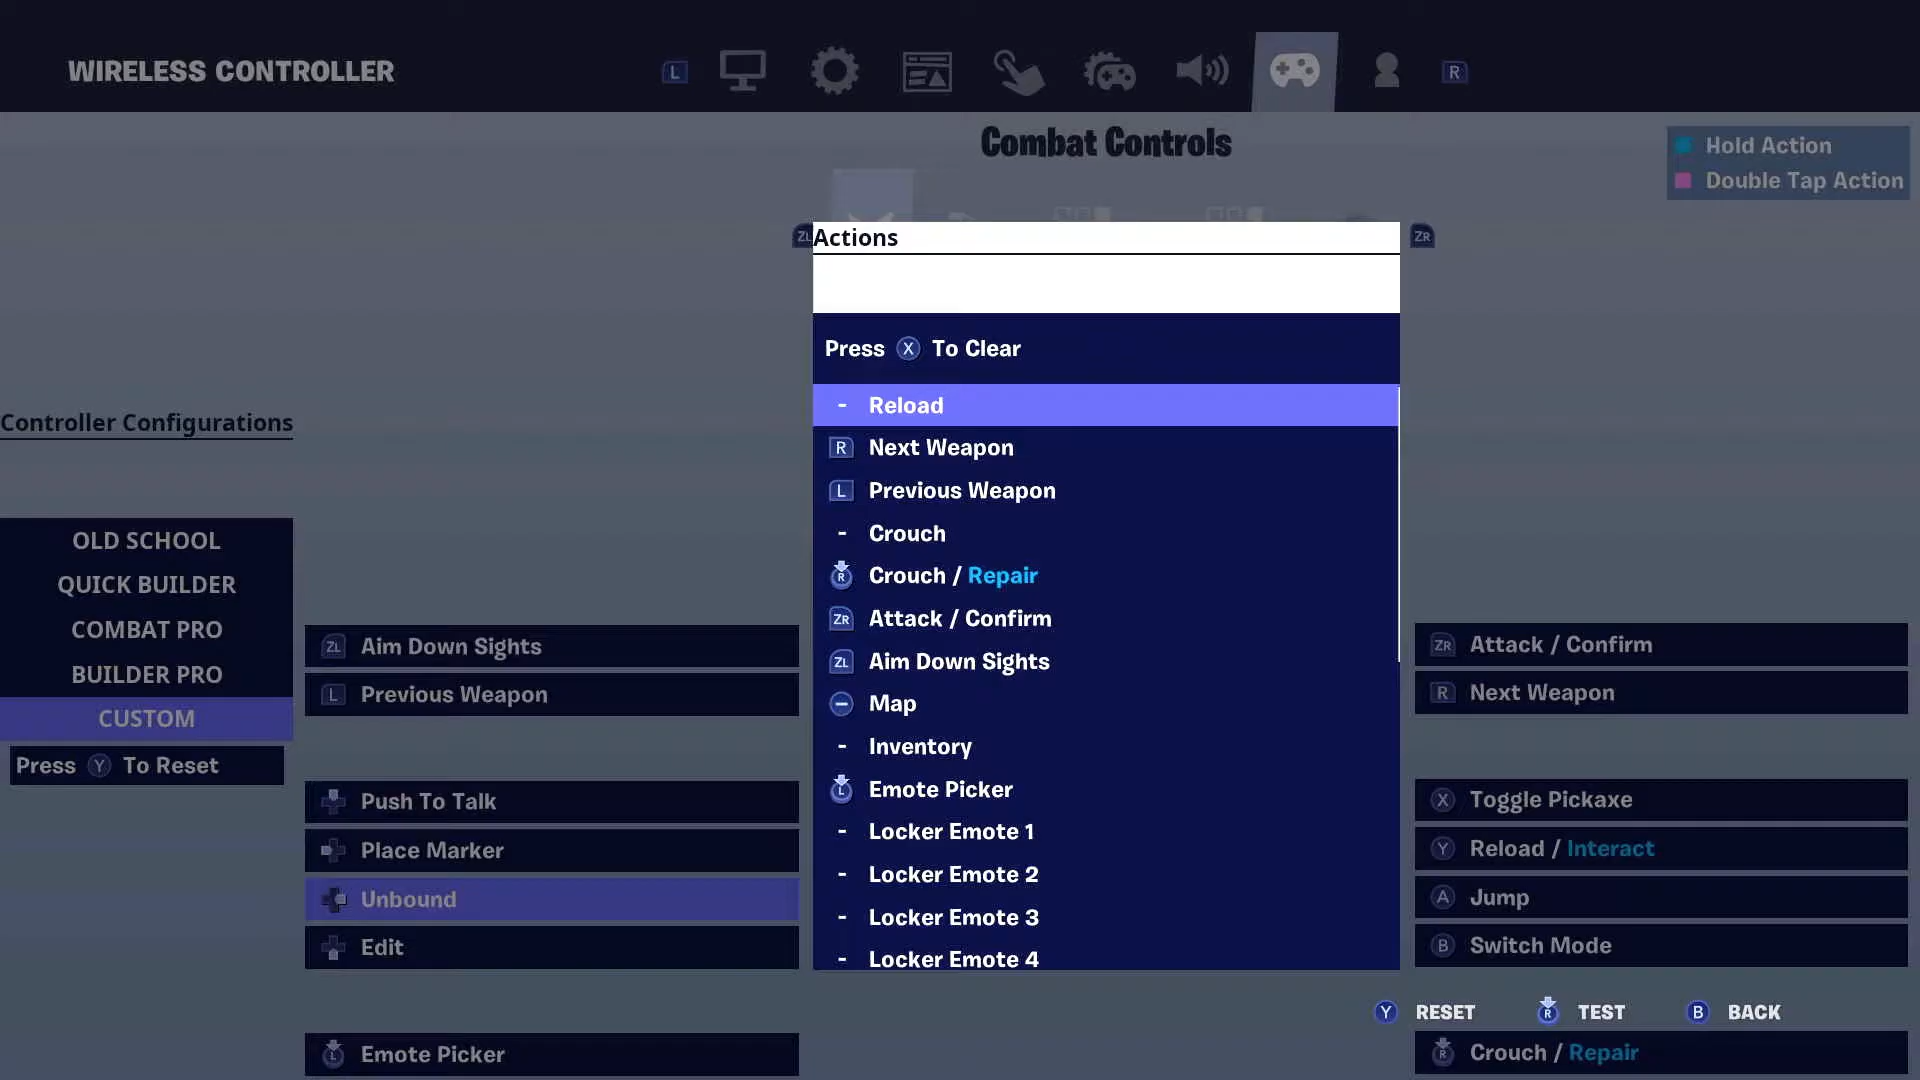 WIRELESS CONTROLLER
L
R
Combat Controls
Hold Action
Double Tap Action
ZL
Actions
ZR
Press X To Clear
- Reload
R Next Weapon
L Previous Weapon
- Crouch
R Crouch / Repair
ZR Attack / Confirm
ZL Aim Down Sights
Map
- Inventory
L Emote Picker
- Locker Emote 1
- Locker Emote 2
- Locker Emote 3
- Locker Emote 4
Controller Configurations
OLD SCHOOL
QUICK BUILDER
COMBAT PRO
BUILDER PRO
CUSTOM
Press Y To Reset
ZL Aim Down Sights
L Previous Weapon
Push To Talk
Place Marker
Unbound
Edit
L Emote Picker
ZR Attack / Confirm
R Next Weapon
X Toggle Pickaxe
Y Reload / Interact
A Jump
B Switch Mode
Y RESET
R TEST
B BACK
R Crouch / Repair